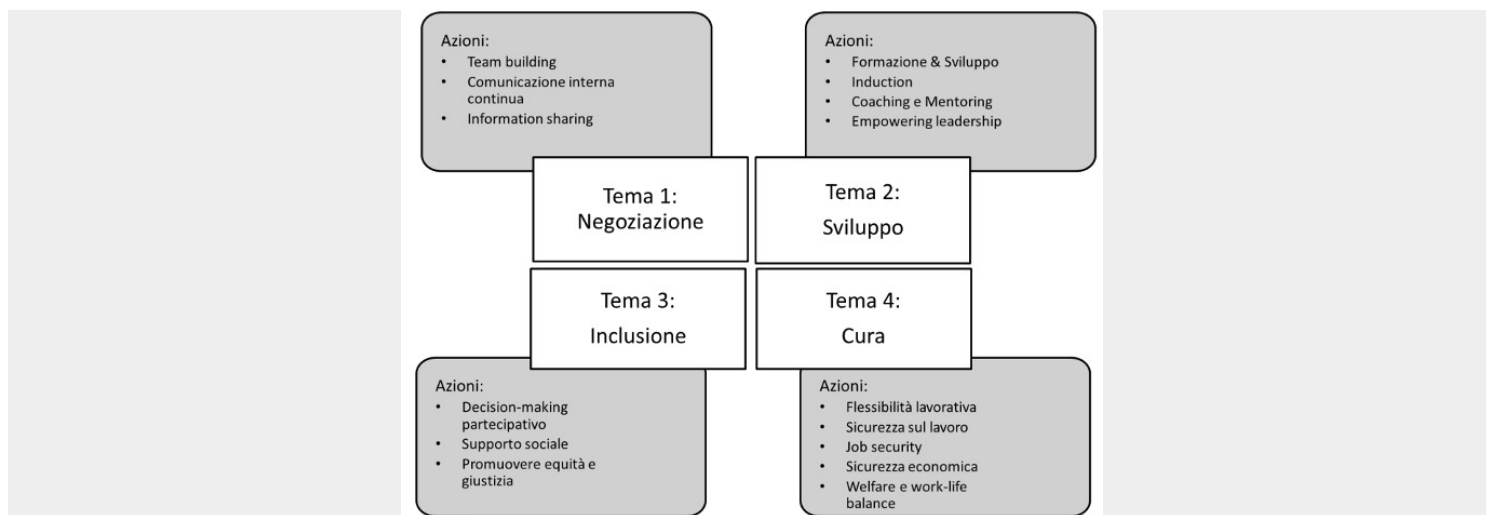 Azioni:
• Team building
• Comunicazione interna
continua
• Information sharing
Azioni:
• Formazione & Sviluppo
• Induction
• Coaching e Mentoring
• Empowering leadership
Tema 1:
Negoziazione
Tema 2:
Sviluppo
Tema 3:
Inclusione
Tema 4:
Cura
Azioni:
• Decision-making
partecipativo
• Supporto sociale
• Promuovere equità e
giustizia
Azioni:
• Flessibilità lavorativa
• Sicurezza sul lavoro
• Job security
• Sicurezza economica
• Welfare e work-life
balance